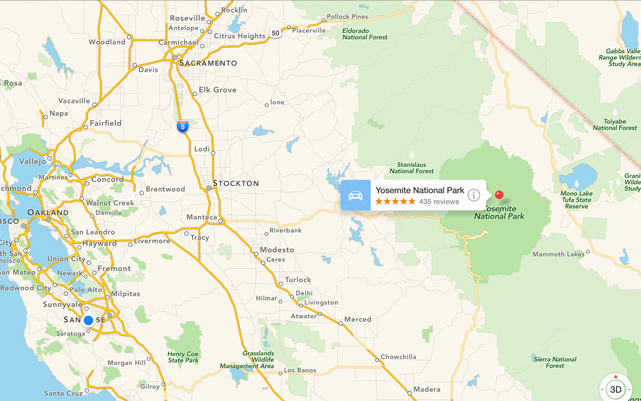 Rocklin
Roseville
Antelope
Pollock Pines
Woodland
Carmichael
Citrus Heights
50
Placerville
Eldorado
National Forest
Gabbs Valley
Range Wilderness
Study Area
SACRAMENTO
Davis
Rosa
Elk Grove
Vacaville
Ione
Napa
Fairfield
5
Toiyabe
National Forest
Lodi
Vallejo
Martinez
Concord
Stanislaus
National Forest
Richmond
STOCKTON
Brentwood
Yosemite National Park
435 reviews
Walnut Creek
Danville
Yosemite
National Park
Mono Lake
Tufa State
Reserve
OAKLAND
Manteca
San Leandro
Riverbank
Hayward
Livermore
Tracy
Modesto
Mammoth Lakes
Union City
Ceres
San Mateo
Newark
Fremont
Redwood City
Palo Alto
Turlock
Milpitas
Delhi
Hilmar
Livingston
Sunnyvale
Atwater
Merced
SAN JOSE
Saratoga
Henry Coe
State Park
Grasslands
Wildlife
Management Area
Chowchilla
Morgan Hill
Sierra National
Forest
Los Banos
Gilroy
Madera
Santa Cruz
3D